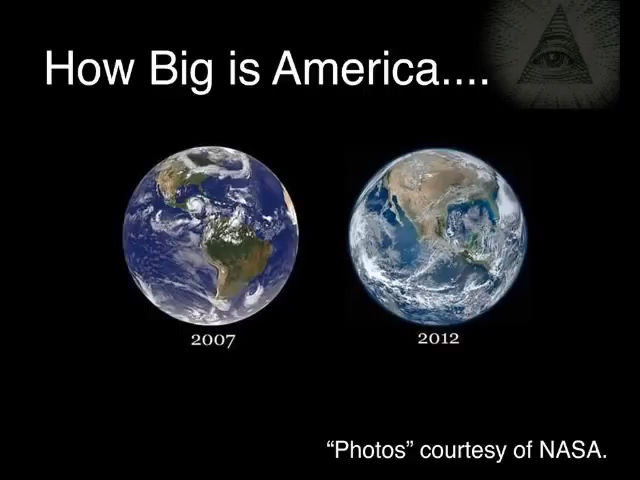 How Big is America....
2007
2012
“Photos” courtesy of NASA.